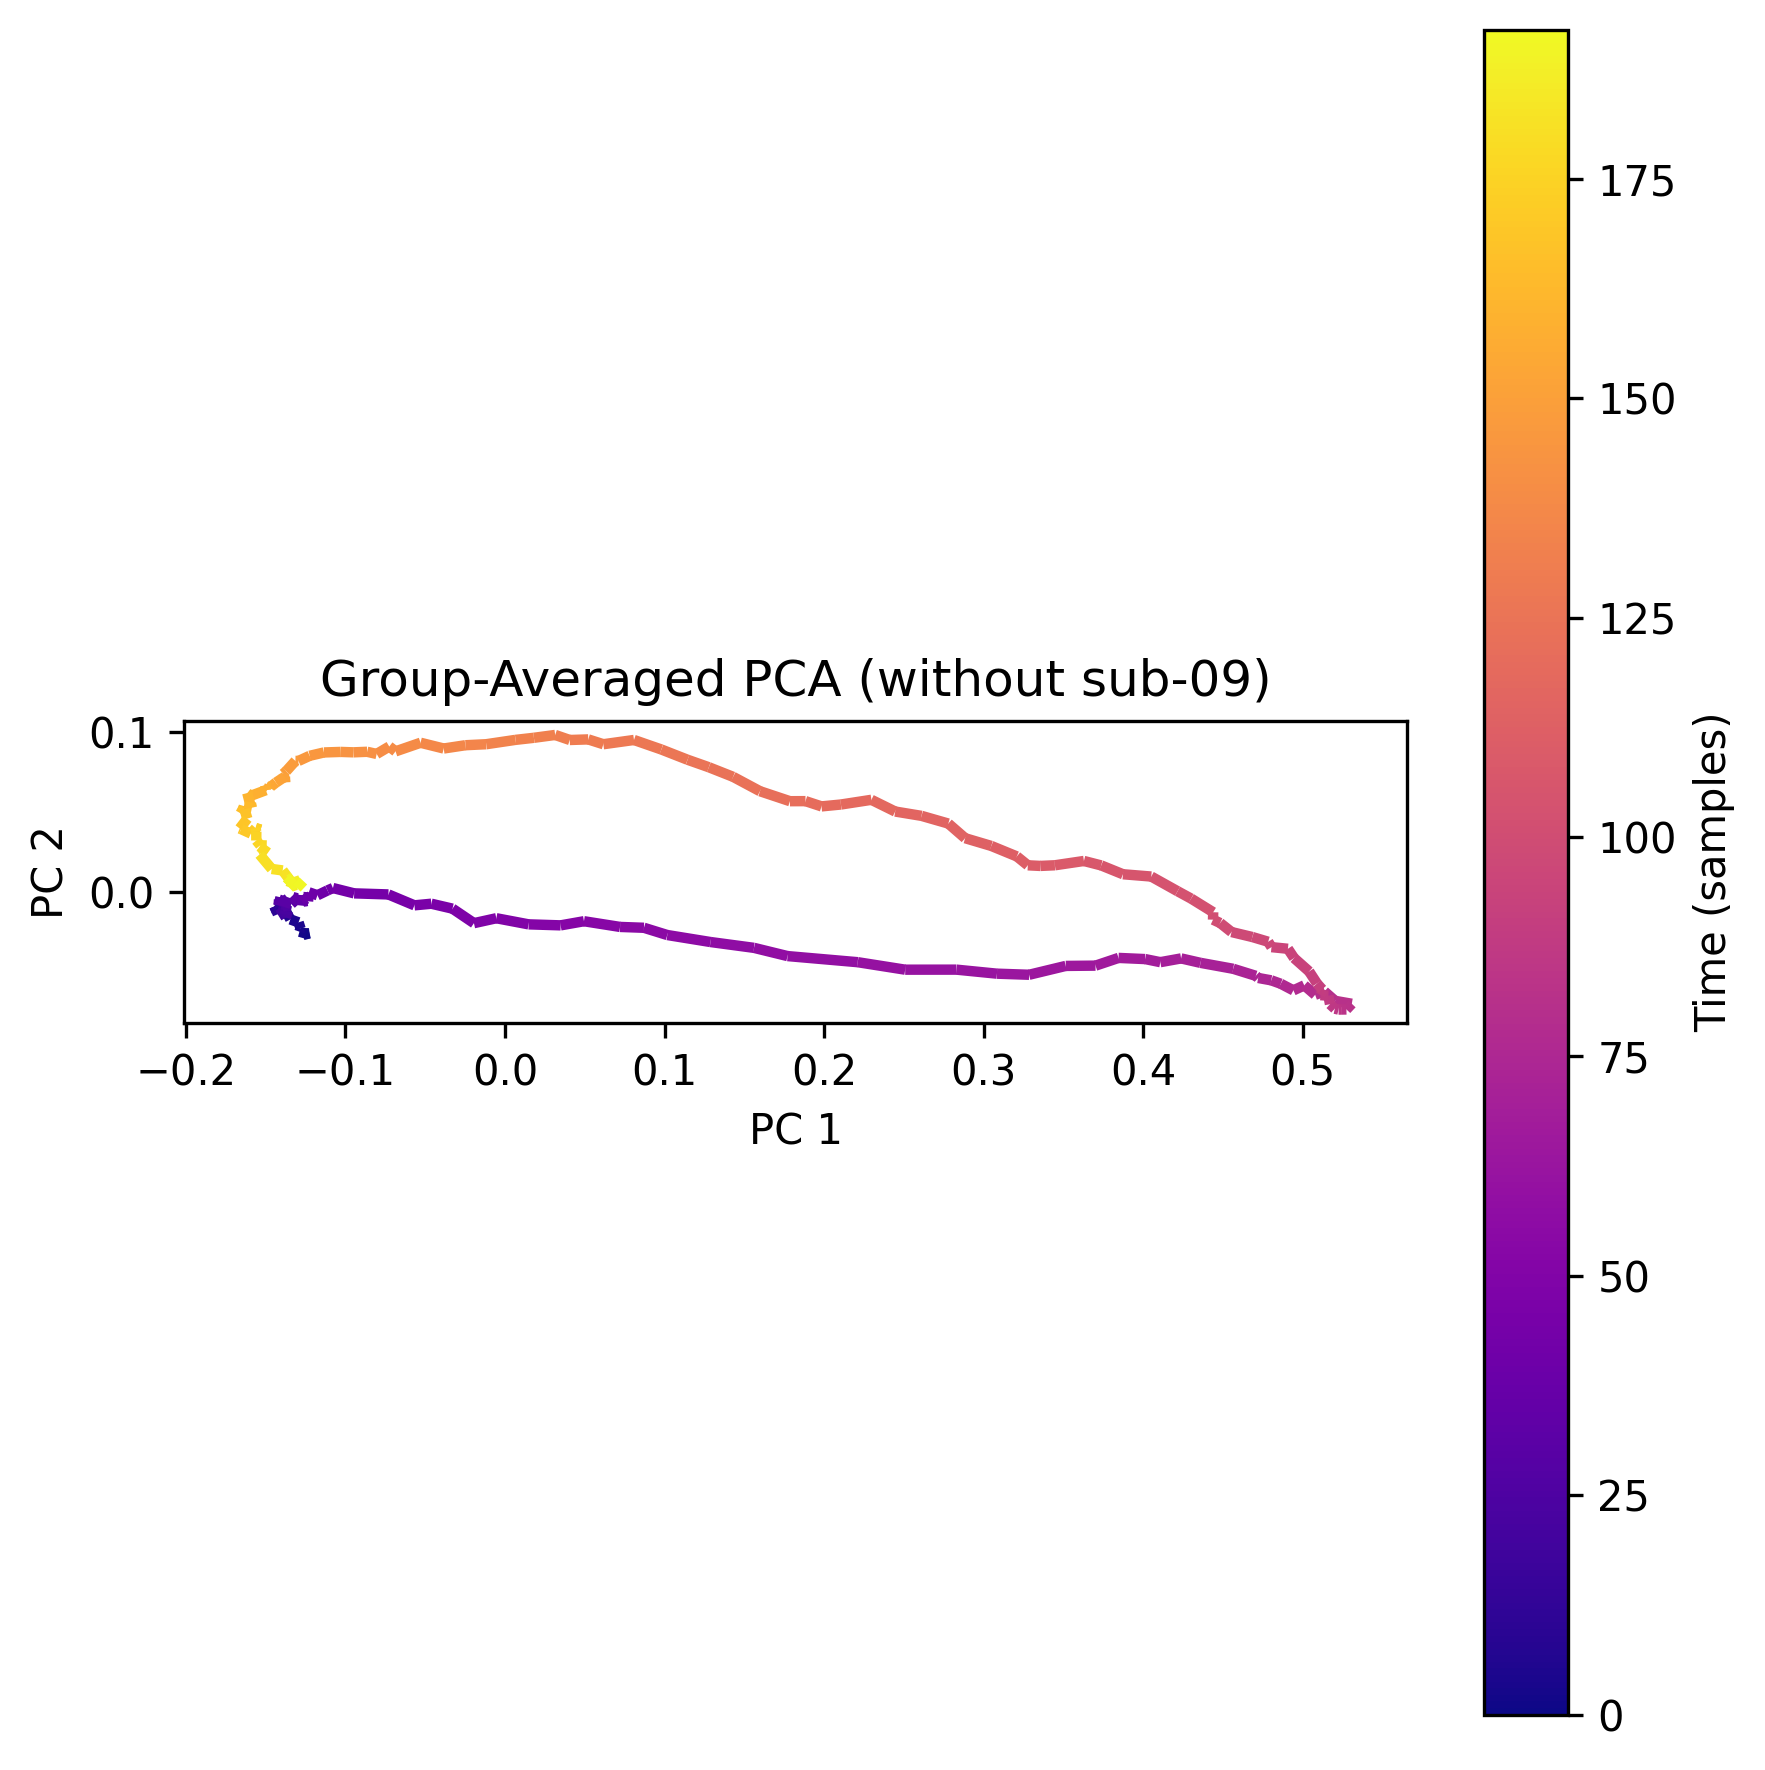 Group-Averaged PCA (without sub-09)
0.1
0.0
PC 2
−0.2 −0.1 0.0 0.1 0.2 0.3 0.4 0.5
PC 1
175
150
125
100
75
50
25
0
Time (samples)